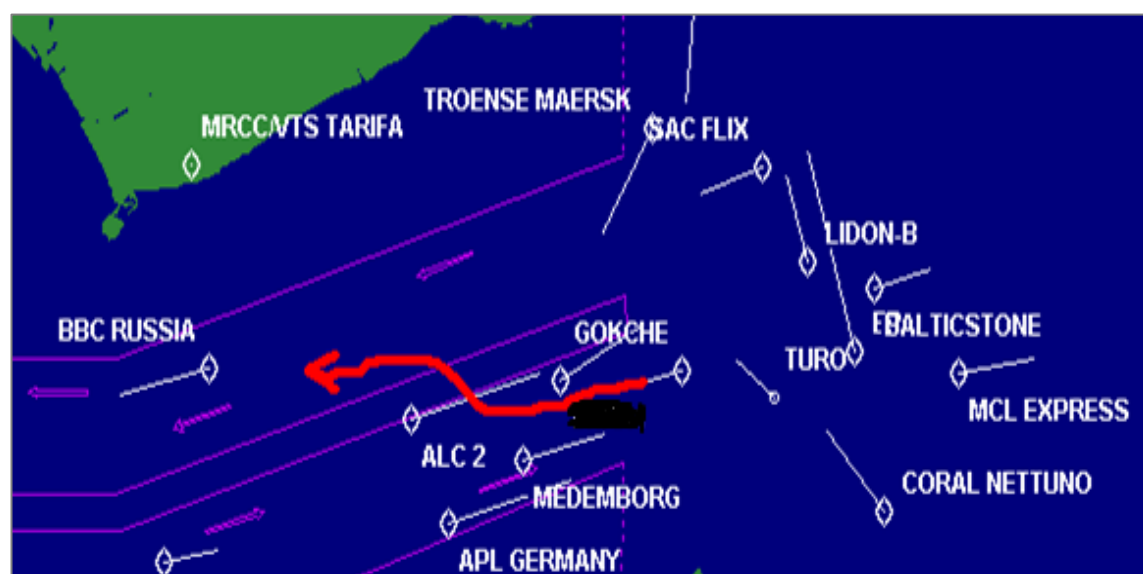 TROENSE MAERSK
SAC FLIX
MRCC/VTS TARIFA
LIDON-B
BBC RUSSIA
GOKCHE
BALTICSTONE
TURO
MCL EXPRESS
ALC 2
MEDEMBORG
CORAL NETTUNO
APL GERMANY